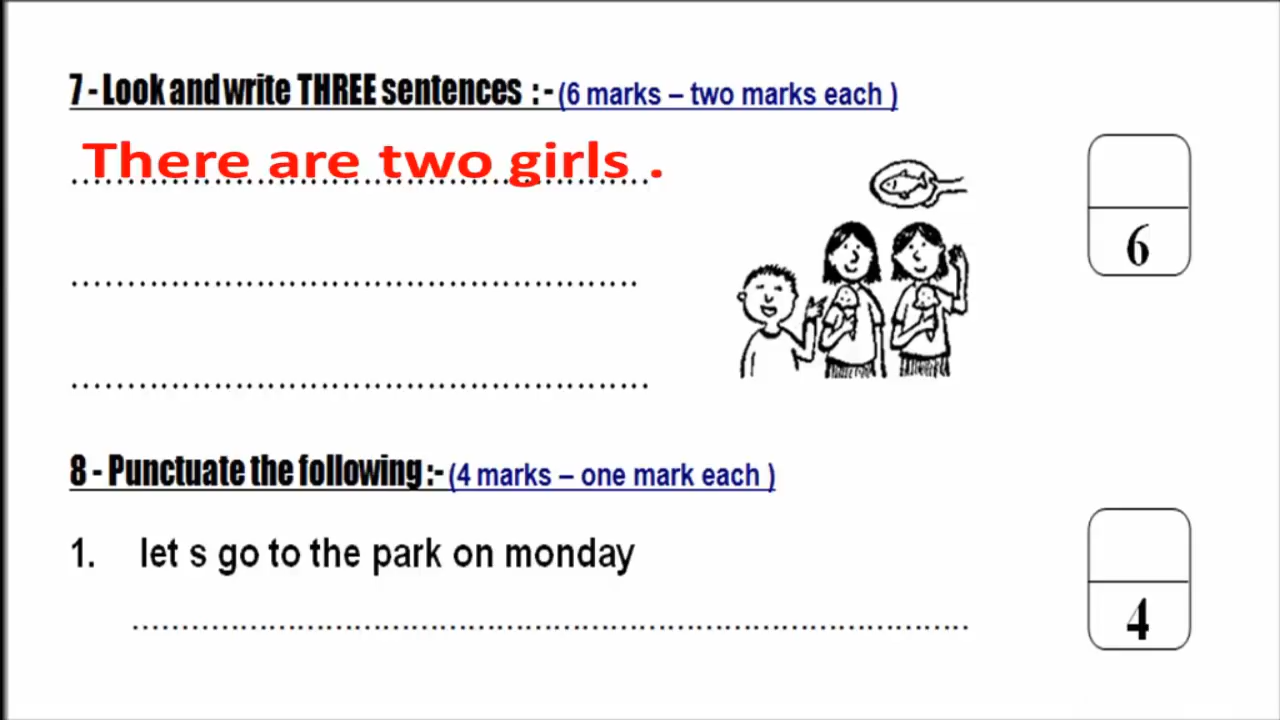 7 - Look and write THREE sentences : - (6 marks – two marks each )
There are two girls .
6
8 - Punctuate the following :- (4 marks – one mark each )
1. let s go to the park on monday
4